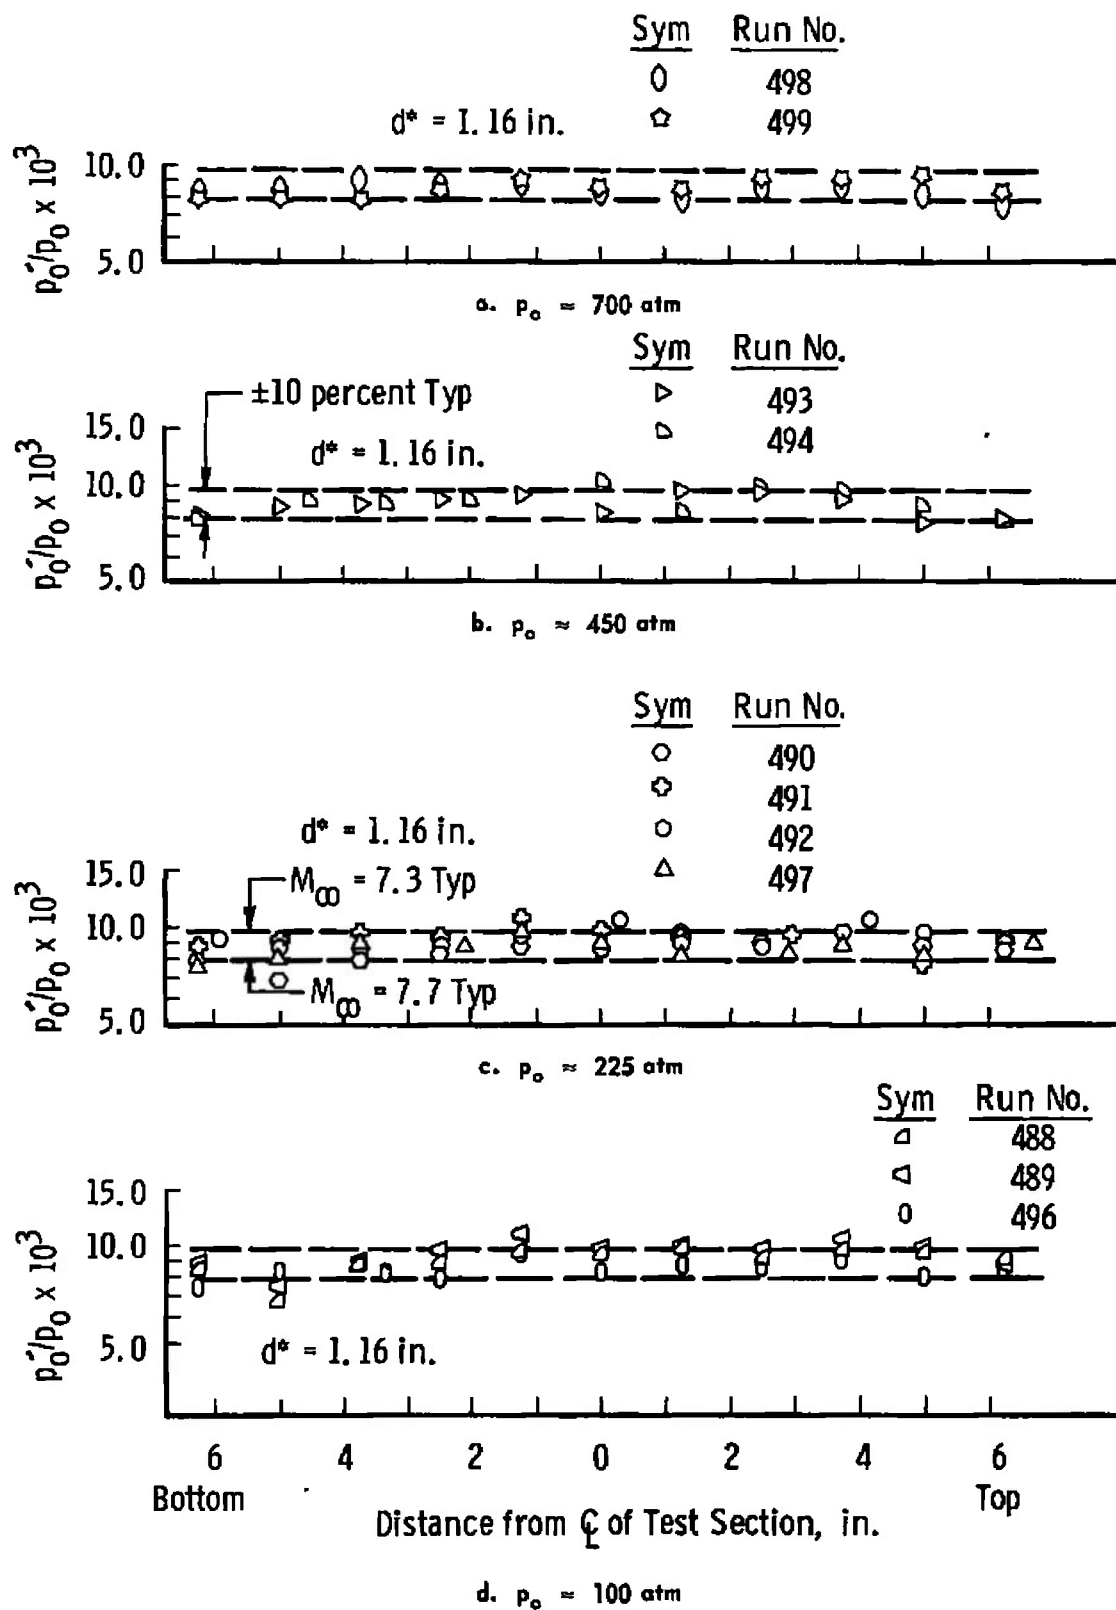 Sym Run No.
498
d* = 1.16 in. 499
p₀′/p₀ x 10³
10.0
5.0
a. p₀ ≈ 700 atm
Sym Run No.
±10 percent Typ 493
15.0 d* = 1.16 in. 494
p₀′/p₀ x 10³
10.0
5.0
b. p₀ ≈ 450 atm
Sym Run No.
490
491
d* = 1.16 in. 492
15.0 M∞ = 7.3 Typ 497
p₀′/p₀ x 10³
10.0
M∞ = 7.7 Typ
5.0
c. p₀ ≈ 225 atm
Sym Run No.
488
489
15.0 496
p₀′/p₀ x 10³
10.0
5.0 d* = 1.16 in.
6 4 2 0 2 4 6
Bottom Top
Distance from ℄ of Test Section, in.
d. p₀ ≈ 100 atm